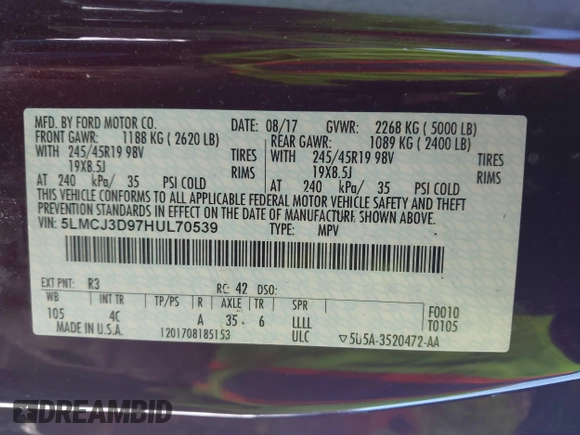 MFD. BY FORD MOTOR CO. DATE: 08/17 GVWR: 2268 KG ( 5000 LB)
FRONT GAWR: 1188 KG ( 2620 LB) REAR GAWR: 1089 KG ( 2400 LB)
WITH 245/45R19 98V TIRES WITH 245/45R19 98V TIRES
19X8.5J RIMS 19X8.5J RIMS
AT 240 kPa/ 35 PSI COLD AT 240 kPa/ 35 PSI COLD
THIS VEHICLE CONFORMS TO ALL APPLICABLE FEDERAL MOTOR VEHICLE SAFETY AND THEFT
PREVENTION STANDARDS IN EFFECT ON THE DATE OF MANUFACTURE SHOWN ABOVE.
VIN: 5LMCJ3D97HUL70539 TYPE: MPV
EXT PNT: R3 RC: 42 DSO:
WB INT TR TP/PS R AXLE TR SPR F0010
105 4C A 35 6 LLLL T0105
MADE IN U.S.A. 1201708185153 ULC ▽5U5A-3520472-AA
DREAMBID